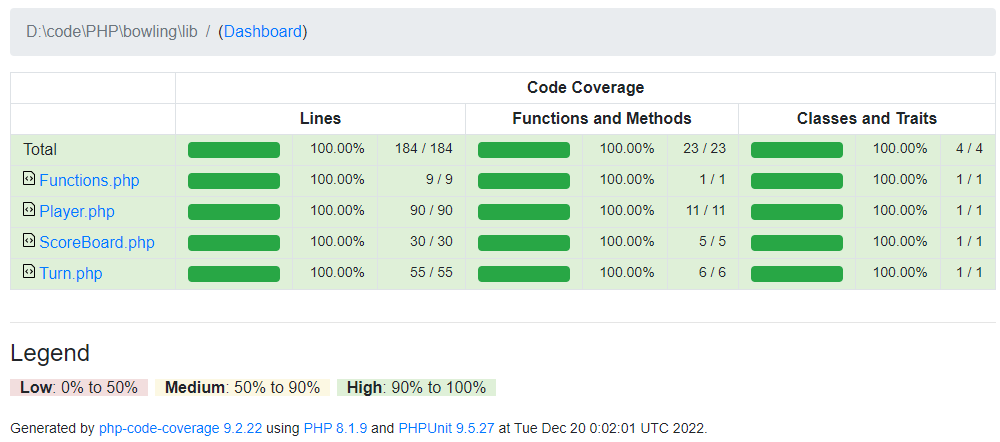 D:\code\PHP\bowling\lib / (Dashboard)
Code Coverage
Lines Functions and Methods Classes and Traits
Total 100.00% 184 / 184 100.00% 23 / 23 100.00% 4 / 4
Functions.php 100.00% 9 / 9 100.00% 1 / 1 100.00% 1 / 1
Player.php 100.00% 90 / 90 100.00% 11 / 11 100.00% 1 / 1
ScoreBoard.php 100.00% 30 / 30 100.00% 5 / 5 100.00% 1 / 1
Turn.php 100.00% 55 / 55 100.00% 6 / 6 100.00% 1 / 1
Legend
Low: 0% to 50% Medium: 50% to 90% High: 90% to 100%
Generated by php-code-coverage 9.2.22 using PHP 8.1.9 and PHPUnit 9.5.27 at Tue Dec 20 0:02:01 UTC 2022.